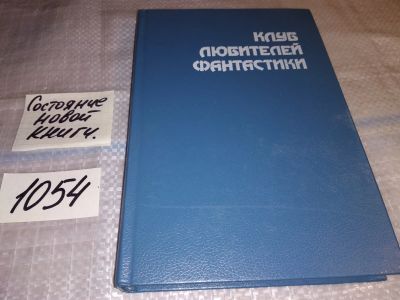 КЛУБ
ЛЮБИТЕЛЕЙ
ФАНТАСТИКИ
Состояние
новой
книги.
1054